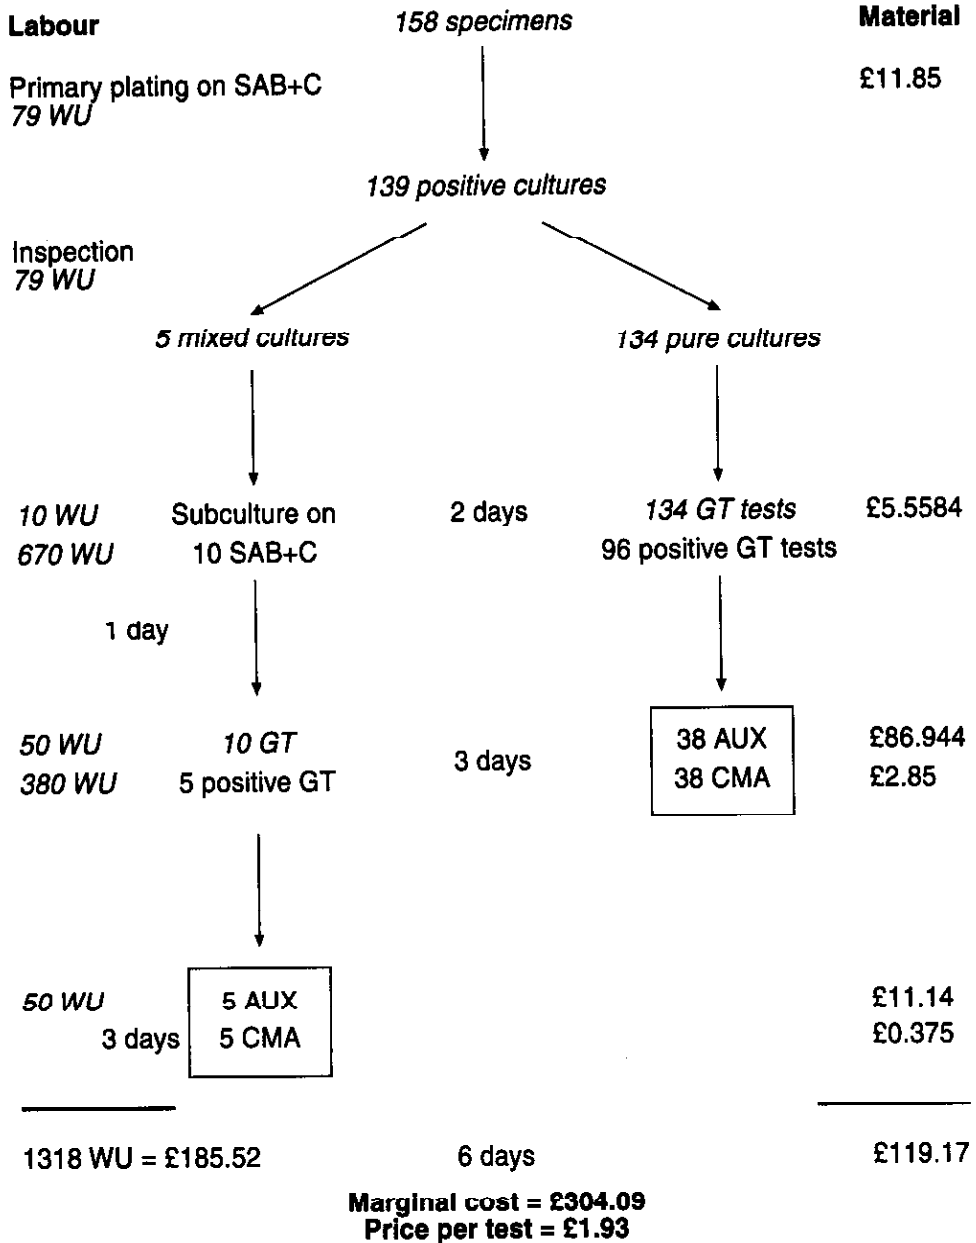 Labour
158 specimens
Material
Primary plating on SAB+C
79 WU
£11.85
139 positive cultures
Inspection
79 WU
5 mixed cultures
134 pure cultures
10 WU
670 WU
Subculture on
10 SAB+C
2 days
134 GT tests
96 positive GT tests
£5.5584
1 day
50 WU
380 WU
10 GT
5 positive GT
3 days
38 AUX
38 CMA
£86.944
£2.85
50 WU
3 days
5 AUX
5 CMA
£11.14
£0.375
1318 WU = £185.52
6 days
£119.17
Marginal cost = £304.09
Price per test = £1.93